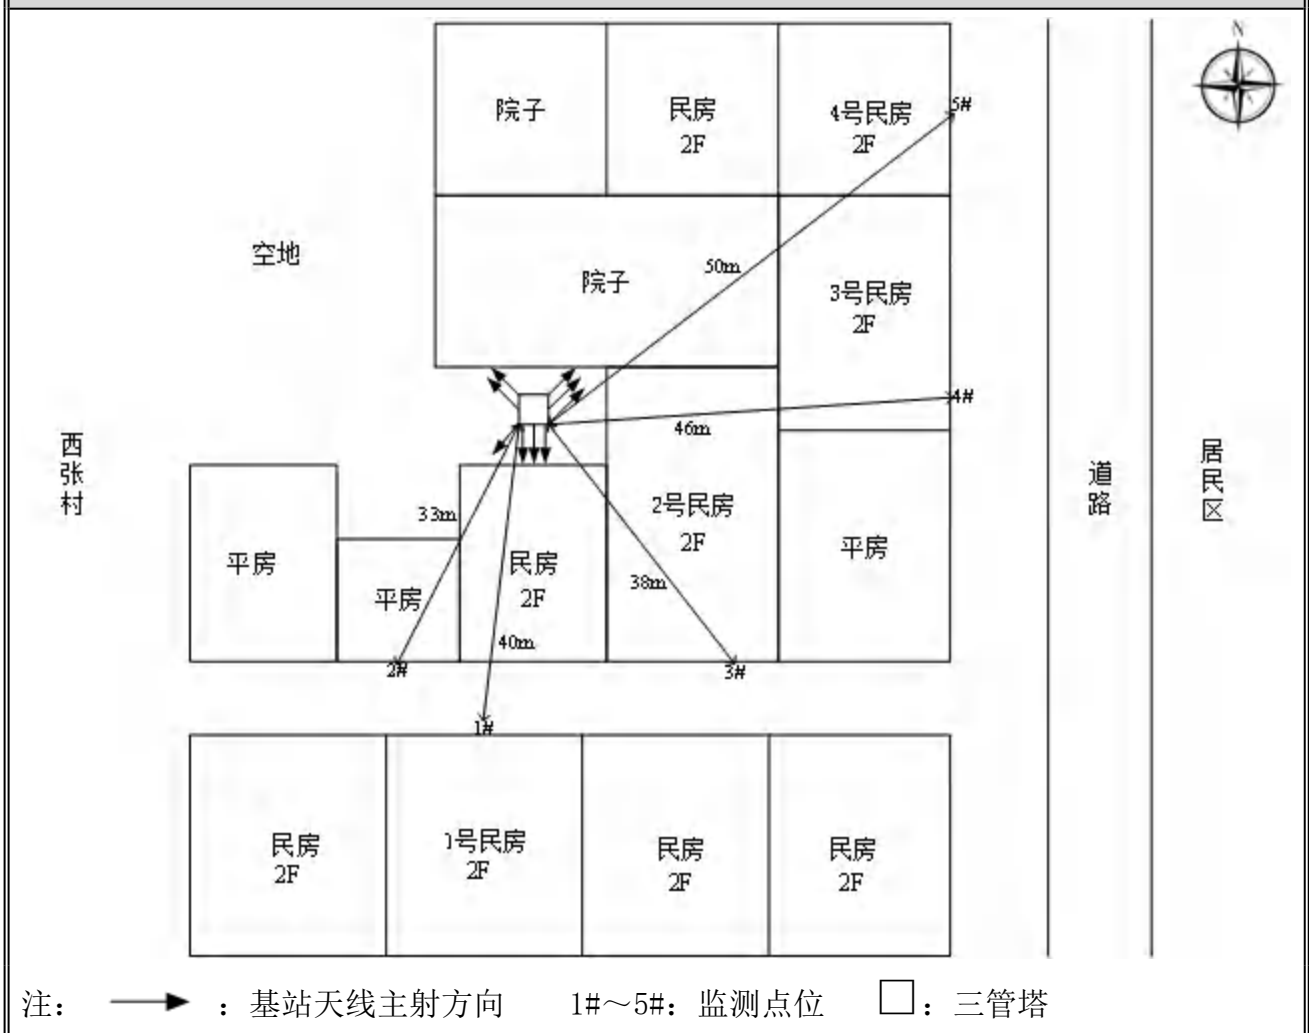 N
院子
民房
2F
4号民房
2F
5#
空地
50m
院子
3号民房
2F
4#
46m
西张村
33m
平房
平房
民房
2F
2号民房
2F
38m
40m
平房
道路
居民区
2#
3#
1#
民房
2F
1号民房
2F
民房
2F
民房
2F
注： ：基站天线主射方向 1#～5#：监测点位 ：三管塔